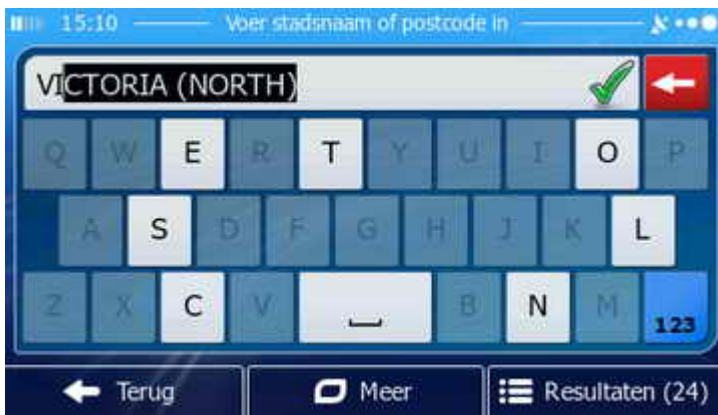 15:10 Voer stadsnaam of postcode in
VICTORIA (NORTH)
Q W E R T Y U I O P
A S D F G H J K L
Z X C V B N M 123
Terug Meer Resultaten (24)